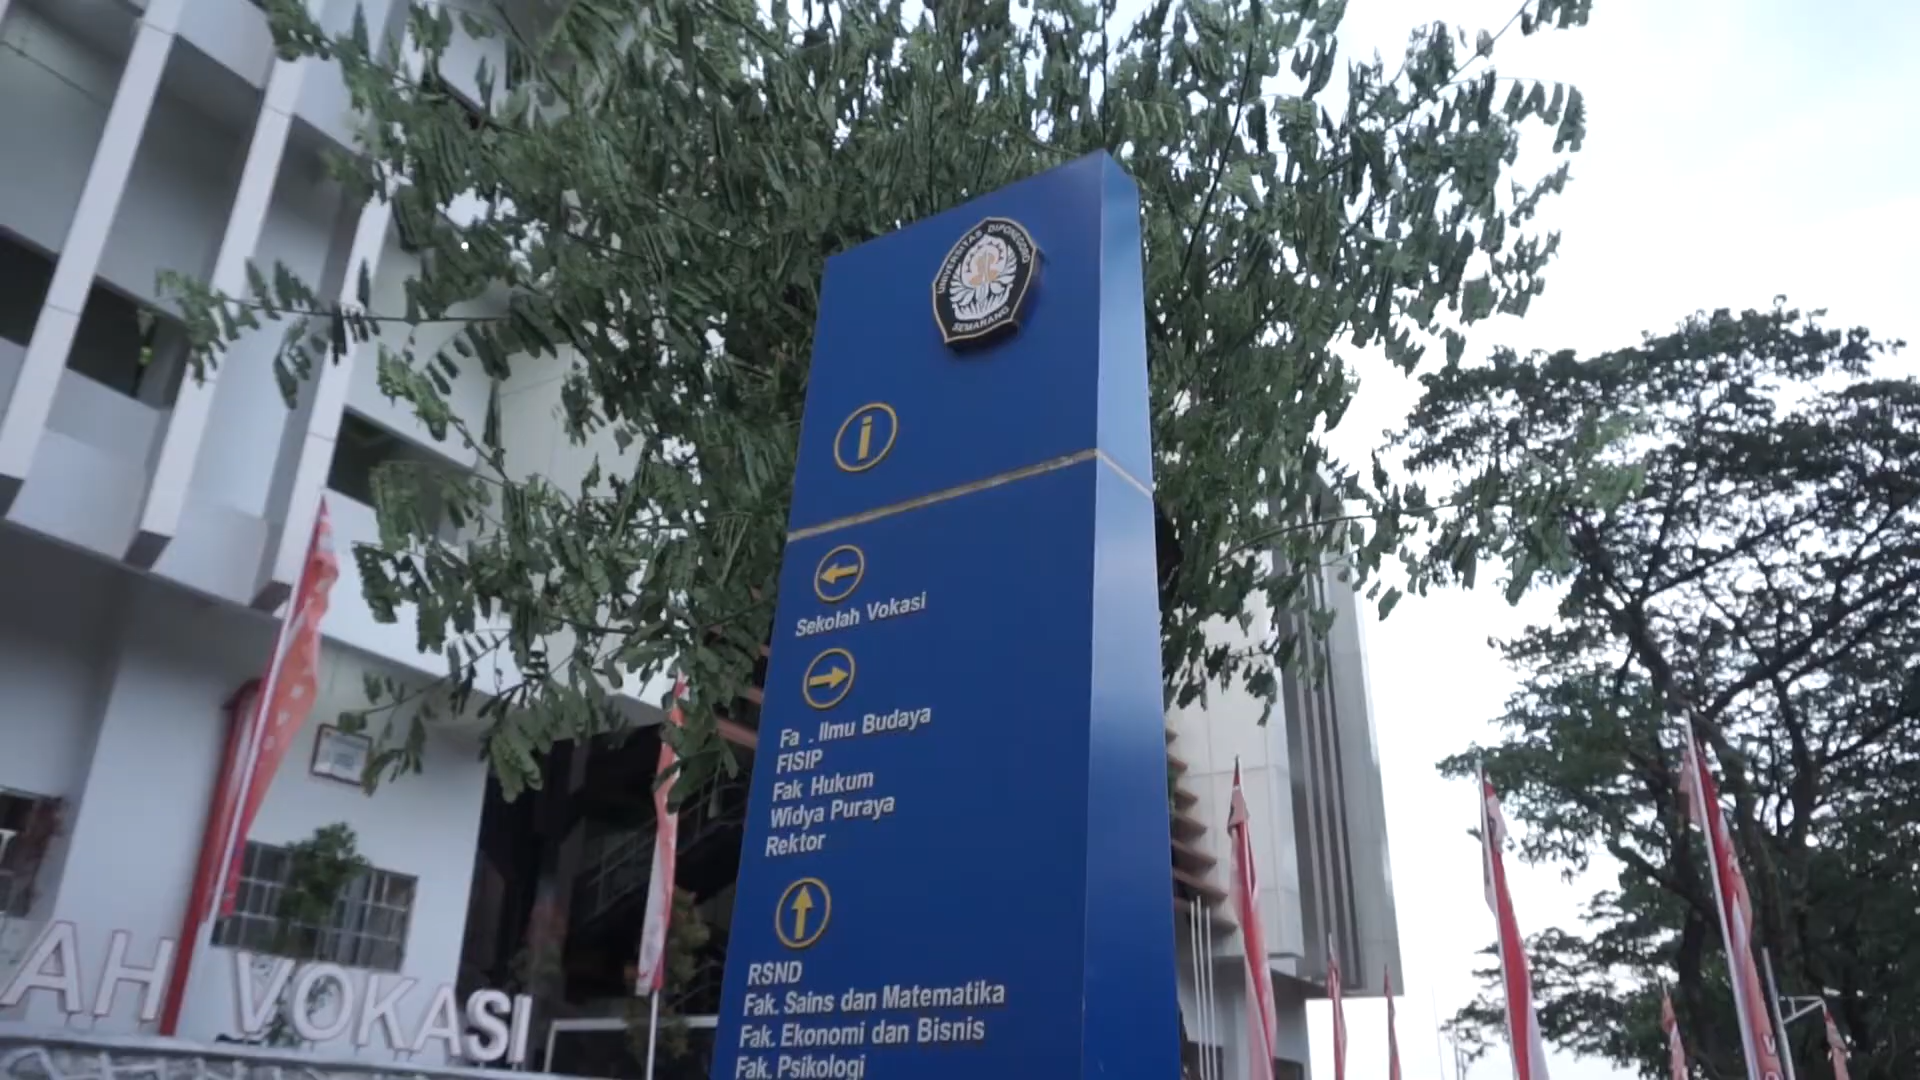 UNIVERSITAS DIPONEGORO
SEMARANG
i
Sekolah Vokasi
Fa . Ilmu Budaya
FISIP
Fak Hukum
Widya Puraya
Rektor
RSND
Fak. Sains dan Matematika
Fak. Ekonomi dan Bisnis
Fak. Psikologi
AH VOKASI